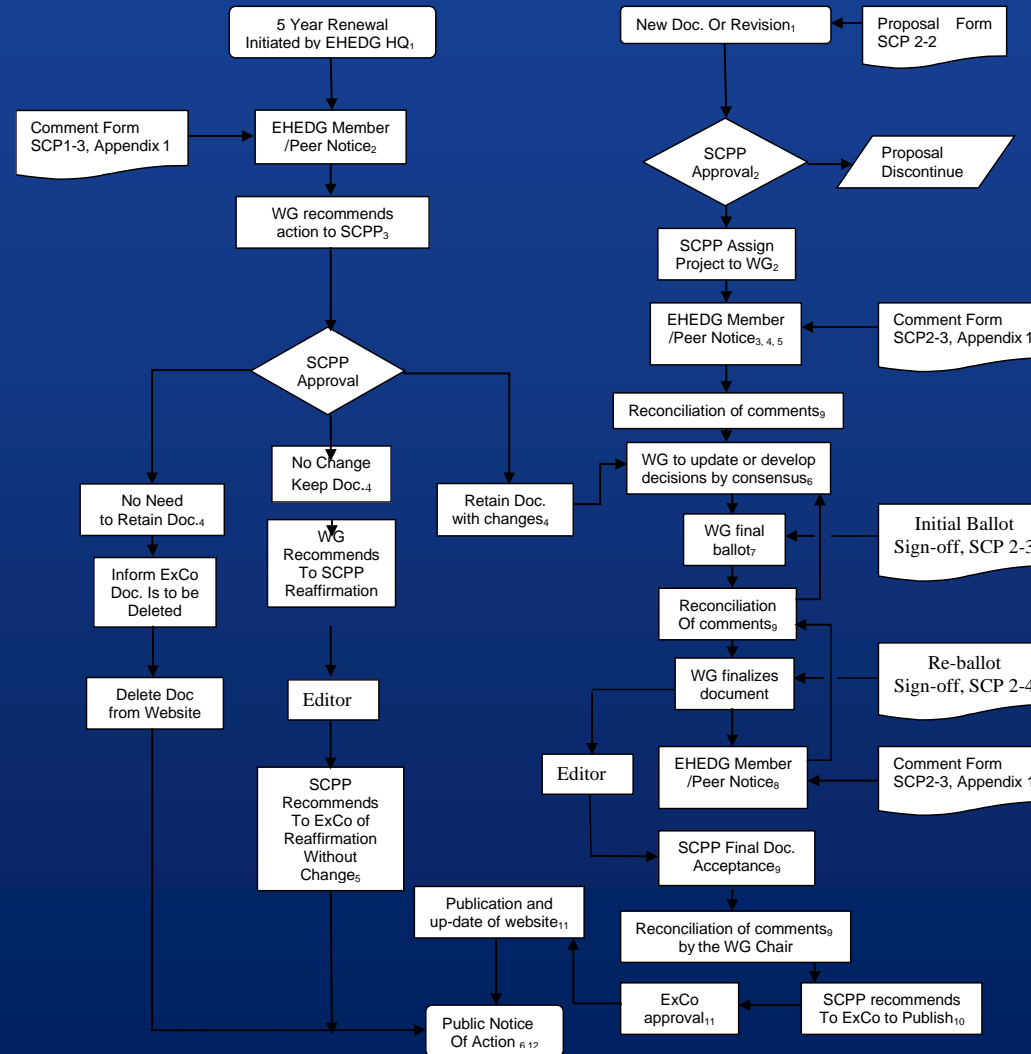 5 Year Renewal
Initiated by EHEDG HQ1
Comment Form
SCP1-3, Appendix 1
EHEDG Member
/Peer Notice2
WG recommends
action to SCPP3
SCPP
Approval
No Need
to Retain Doc.4
Inform ExCo
Doc. Is to be
Deleted
Delete Doc
from Website
No Change
Keep Doc.4
WG
Recommends
To SCPP
Reaffirmation
Editor
SCPP
Recommends
To ExCo of
Reaffirmation
Without
Change5
Retain Doc.
with changes4
New Doc. Or Revision1
Proposal Form
SCP 2-2
SCPP
Approval2
Proposal
Discontinue
SCPP Assign
Project to WG2
EHEDG Member
/Peer Notice3, 4, 5
Comment Form
SCP2-3, Appendix 1
Reconciliation of comments9
WG to update or develop
decisions by consensus6
WG final
ballot7
Initial Ballot
Sign-off, SCP 2-3
Reconciliation
Of comments9
WG finalizes
document
Re-ballot
Sign-off, SCP 2-4
Editor
EHEDG Member
/Peer Notice8
Comment Form
SCP2-3, Appendix 1
SCPP Final Doc.
Acceptance9
Reconciliation of comments9
by the WG Chair
SCPP recommends
To ExCo to Publish10
ExCo
approval11
Publication and
up-date of website11
Public Notice
Of Action 6,12